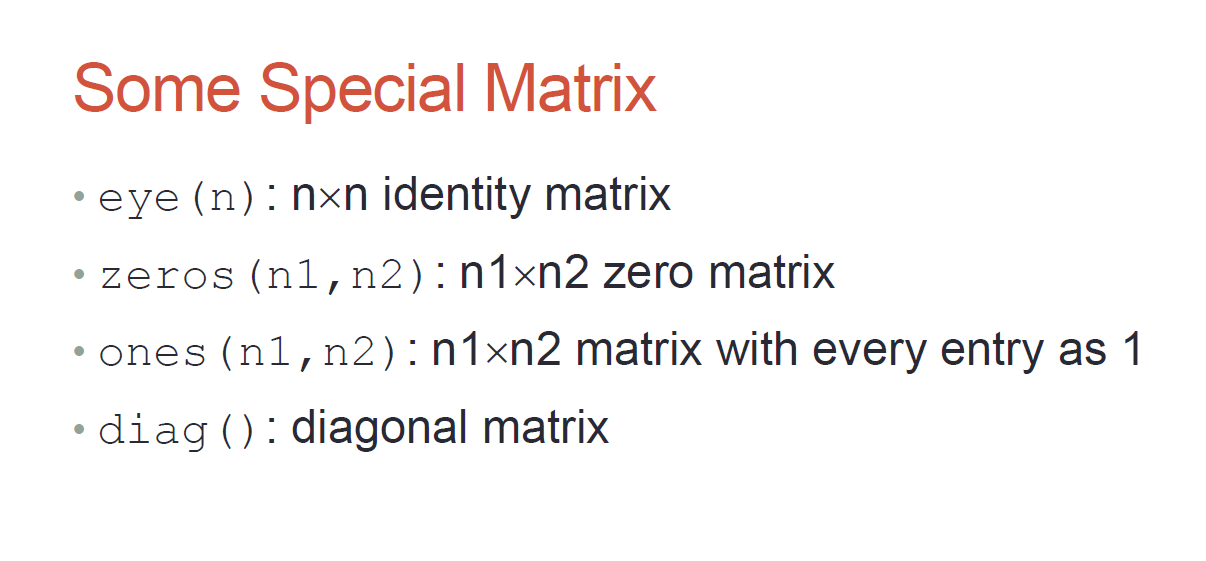 Some Special Matrix
• eye(n): n×n identity matrix
• zeros(n1,n2): n1×n2 zero matrix
• ones(n1,n2): n1×n2 matrix with every entry as 1
• diag(): diagonal matrix